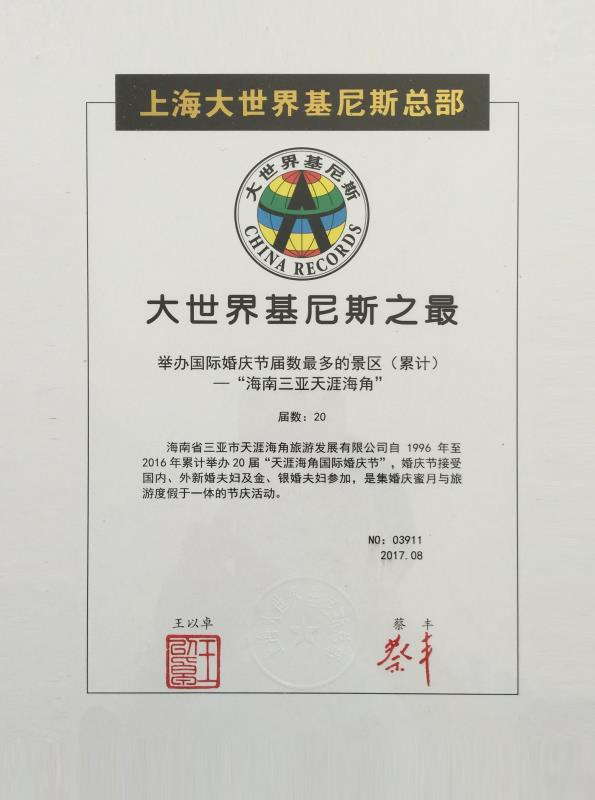 上海大世界基尼斯总部
大世界基尼斯
CHINA RECORDS
大世界基尼斯之最
举办国际婚庆节届数最多的景区（累计）
—“海南三亚天涯海角”
届数：20
海南省三亚市天涯海角旅游发展有限公司自 1996 年至
2016 年累计举办 20 届“天涯海角国际婚庆节”，婚庆节接受
国内、外新婚夫妇及金、银婚夫妇参加，是集婚庆蜜月与旅
游度假于一体的节庆活动。
NO：03911
2017.08
王以卓
蔡 丰
蔡丰